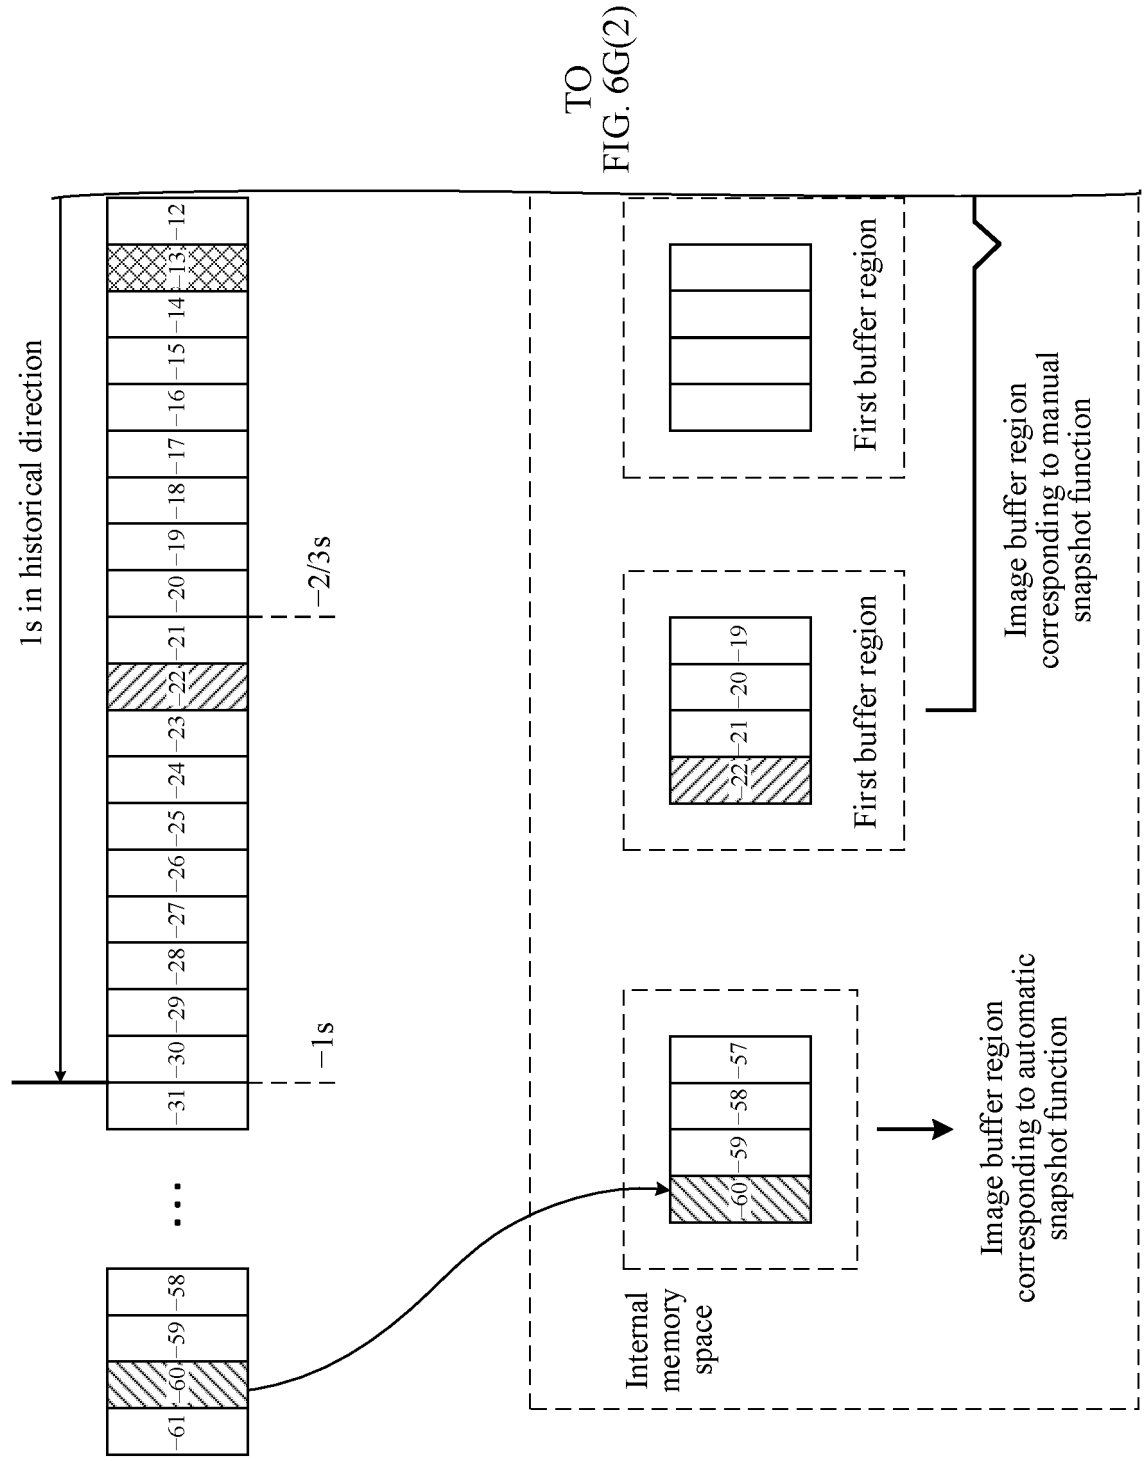 1s in historical direction
−61
−60
−59
−58
...
−31
−30
−29
−28
−27
−26
−25
−24
−23
−22
−21
−20
−19
−18
−17
−16
−15
−14
−13
−12
−1s
−2/3s
TO
FIG. 6G(2)
Internal
memory
space
−60
−59
−58
−57
−22
−21
−20
−19
First buffer region
First buffer region
Image buffer region
corresponding to automatic
snapshot function
Image buffer region
corresponding to manual
snapshot function